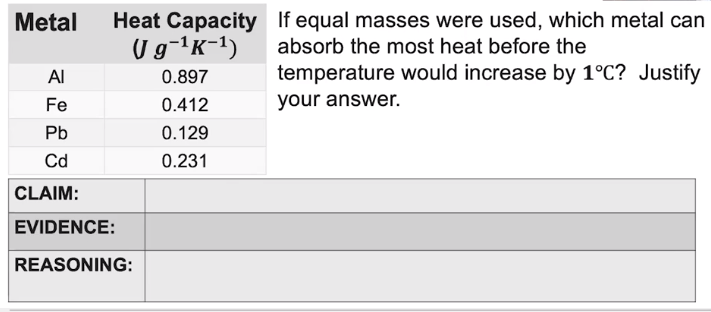 Metal Heat Capacity
(J g⁻¹K⁻¹)
Al 0.897
Fe 0.412
Pb 0.129
Cd 0.231
If equal masses were used, which metal can
absorb the most heat before the
temperature would increase by 1°C? Justify
your answer.
CLAIM:
EVIDENCE:
REASONING: